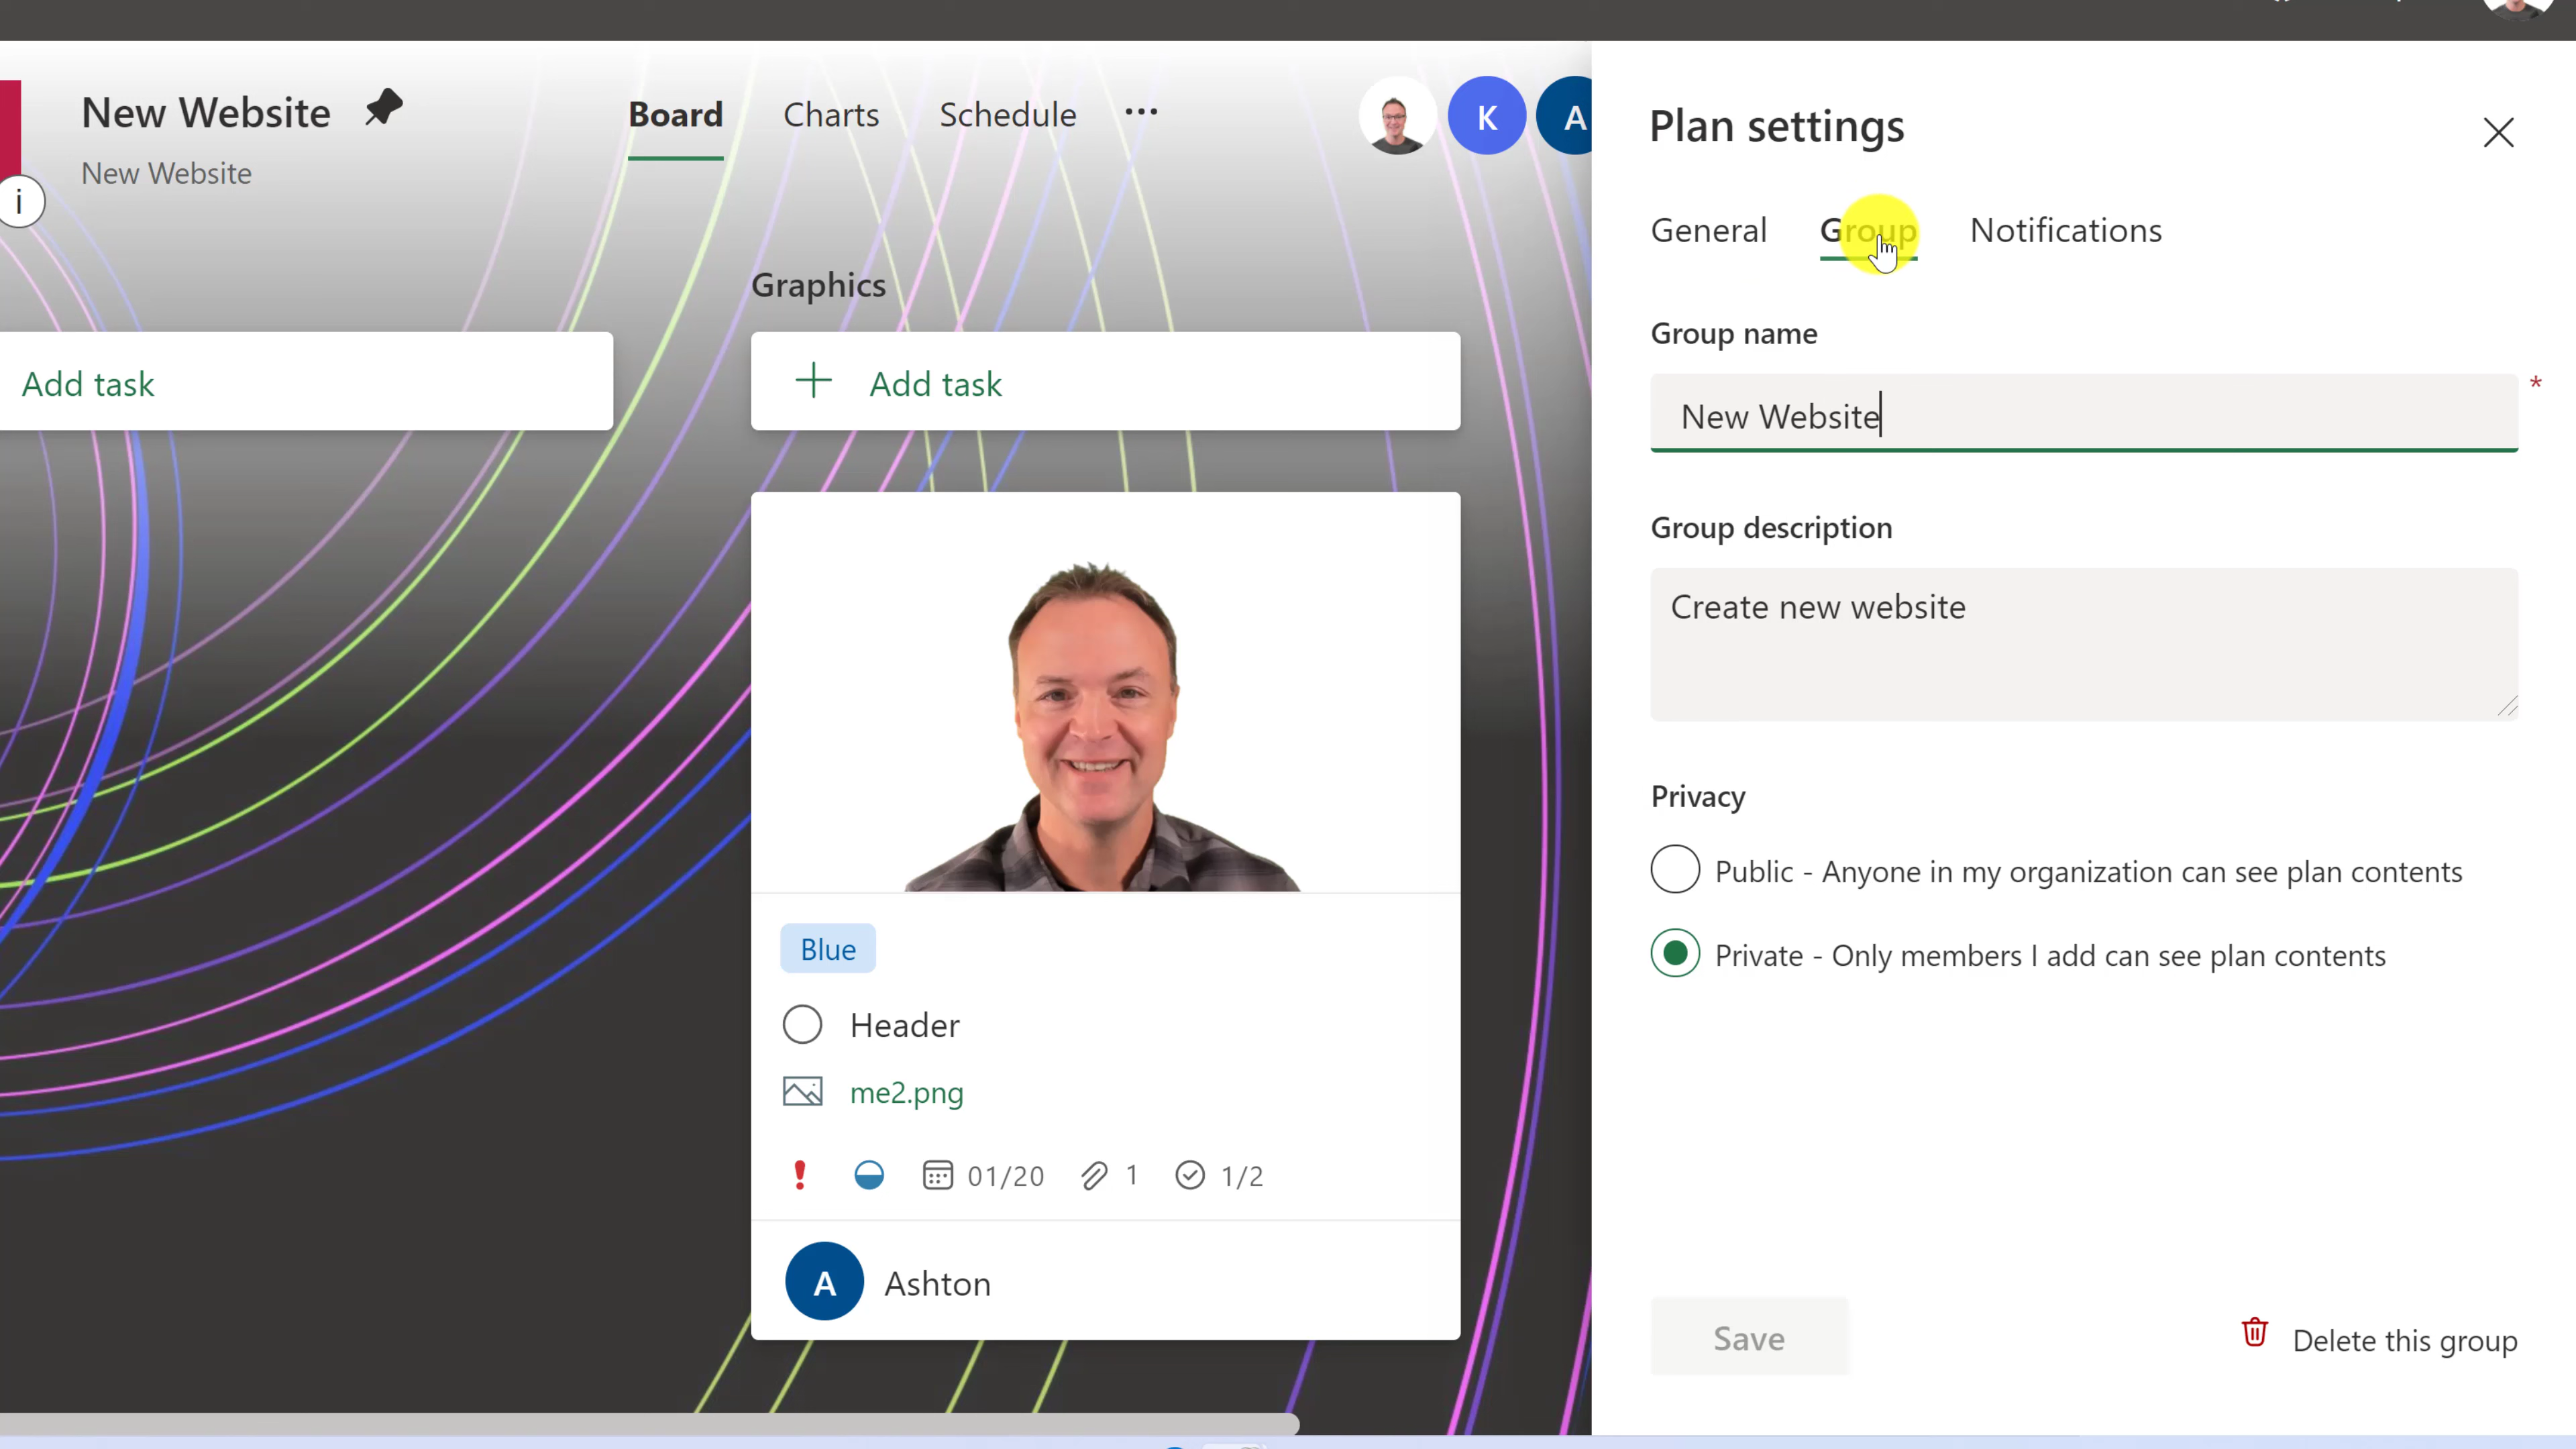 New Website
New Website
i
Board Charts Schedule ...
K
A
Graphics
Add task
Add task
Blue
Header
me2.png
! 01/20 1 1/2
A Ashton
Plan settings
General Group Notifications
Group name
*
New Website
Group description
Create new website
Privacy
Public - Anyone in my organization can see plan contents
Private - Only members I add can see plan contents
Save
Delete this group